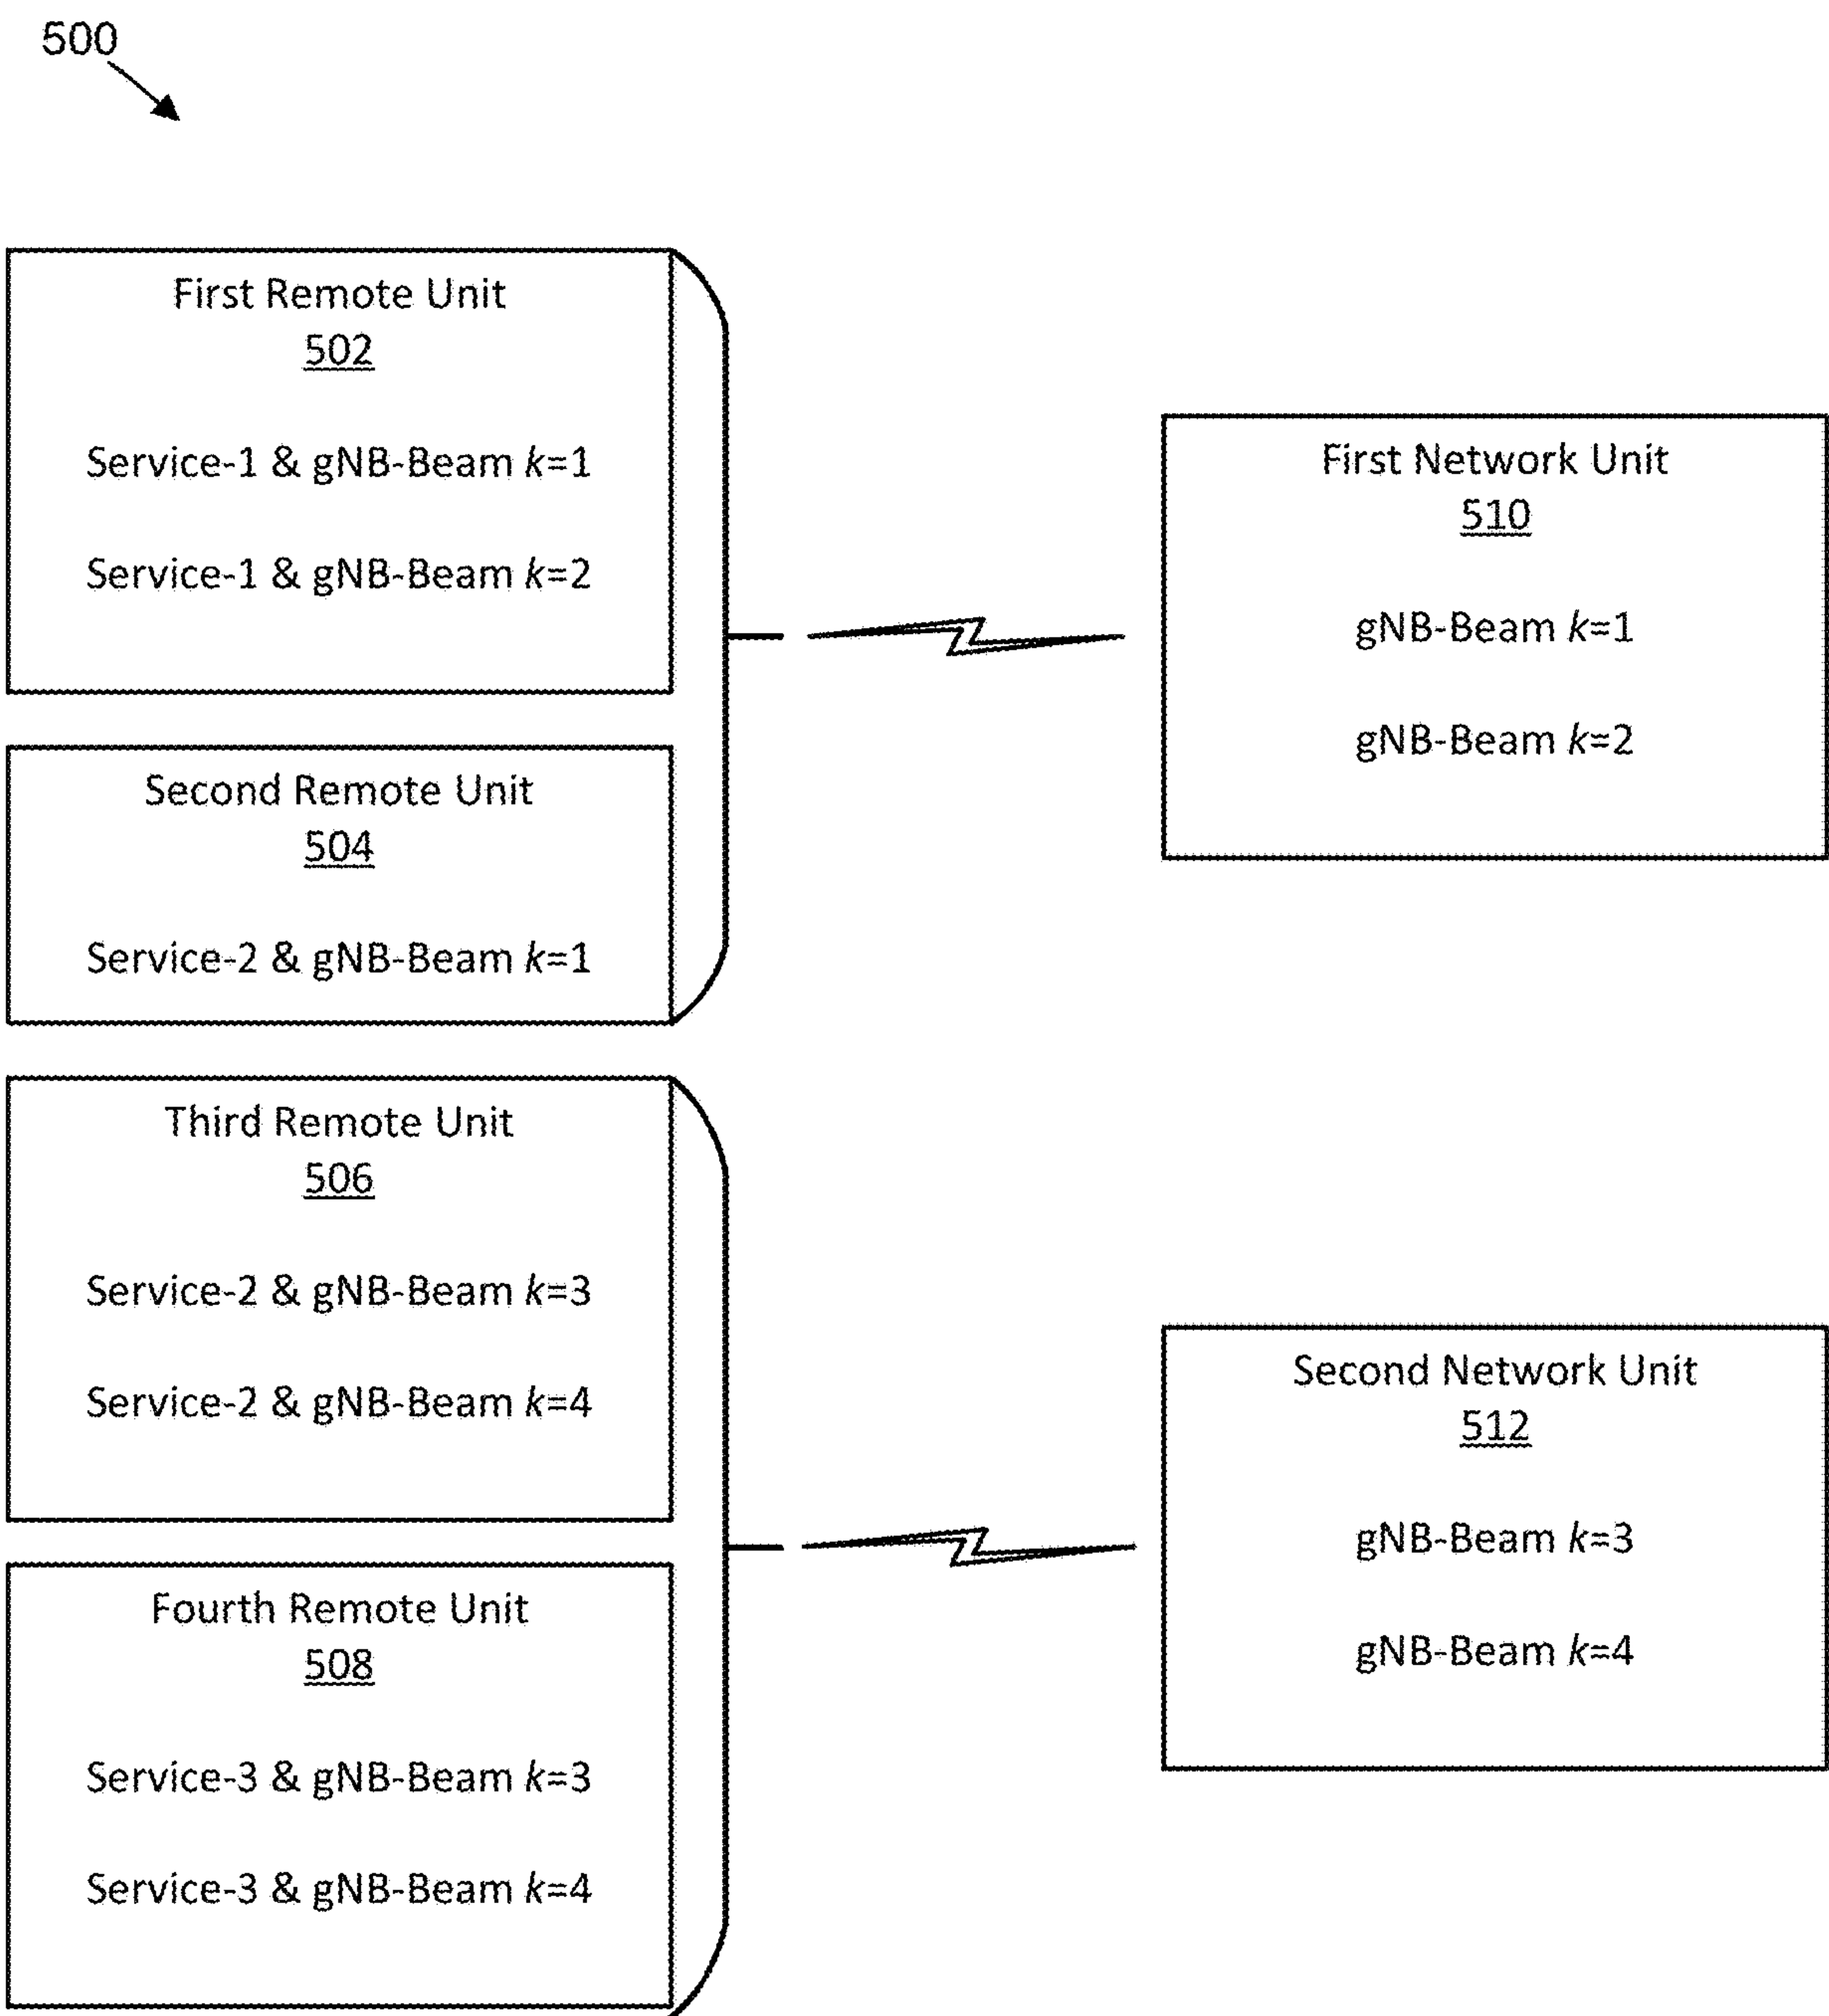 500
First Remote Unit
502
Service-1 & gNB-Beam k=1
Service-1 & gNB-Beam k=2
Second Remote Unit
504
Service-2 & gNB-Beam k=1
Third Remote Unit
506
Service-2 & gNB-Beam k=3
Service-2 & gNB-Beam k=4
Fourth Remote Unit
508
Service-3 & gNB-Beam k=3
Service-3 & gNB-Beam k=4
First Network Unit
510
gNB-Beam k=1
gNB-Beam k=2
Second Network Unit
512
gNB-Beam k=3
gNB-Beam k=4